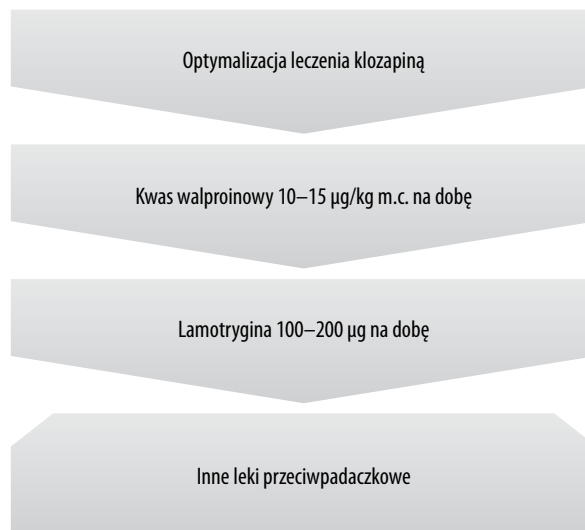 Optymalizacja leczenia klozapiną
Kwas walproinowy 10–15 μg/kg m.c. na dobę
Lamotrygina 100–200 μg na dobę
Inne leki przeciwpadaczkowe